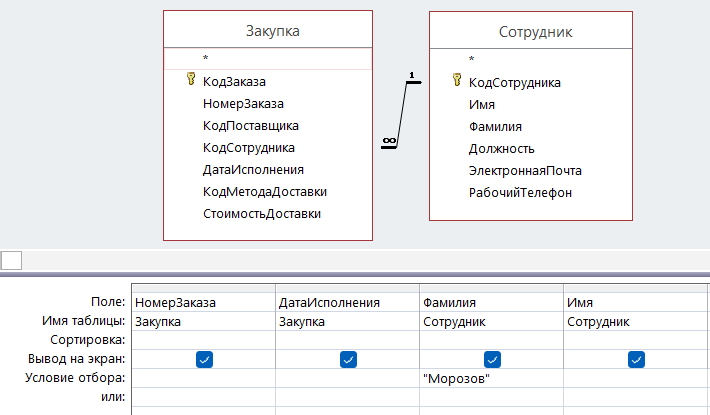 Закупка
*
КодЗаказа
НомерЗаказа
КодПоставщика
КодСотрудника
ДатаИсполнения
КодМетодаДоставки
СтоимостьДоставки
1
∞
Сотрудник
*
КодСотрудника
Имя
Фамилия
Должность
ЭлектроннаяПочта
РабочийТелефон
Поле: НомерЗаказа ДатаИсполнения Фамилия Имя
Имя таблицы: Закупка Закупка Сотрудник Сотрудник
Сортировка:
Вывод на экран:
Условие отбора: "Морозов"
или: